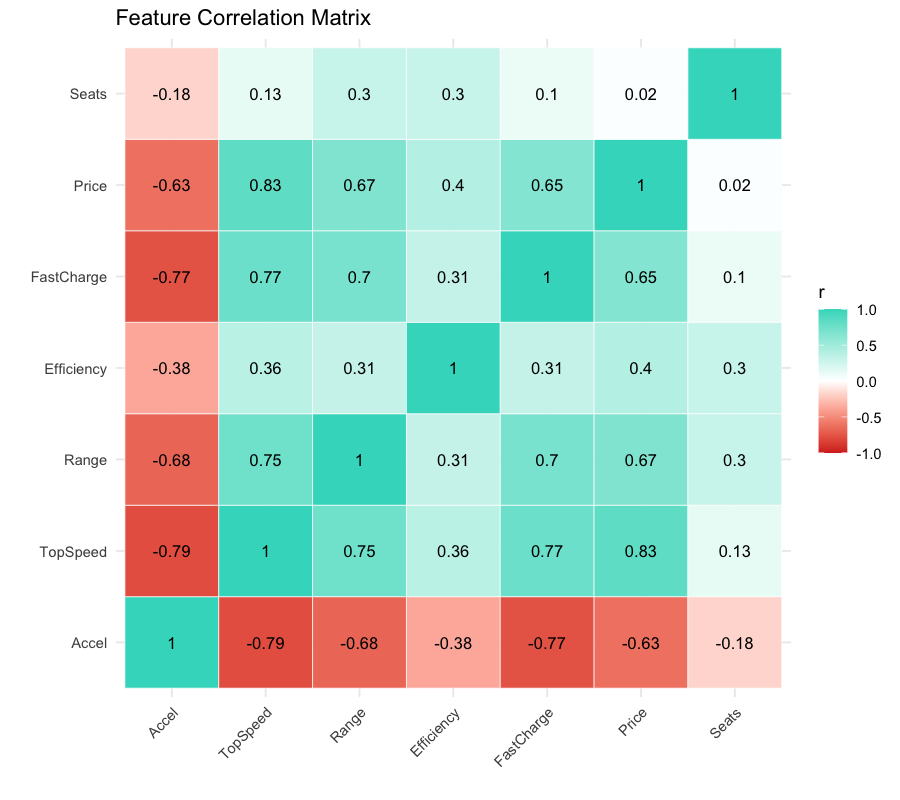 Feature Correlation Matrix
Seats -0.18 0.13 0.3 0.3 0.1 0.02 1
Price -0.63 0.83 0.67 0.4 0.65 1 0.02
FastCharge -0.77 0.77 0.7 0.31 1 0.65 0.1
Efficiency -0.38 0.36 0.31 1 0.31 0.4 0.3
Range -0.68 0.75 1 0.31 0.7 0.67 0.3
TopSpeed -0.79 1 0.75 0.36 0.77 0.83 0.13
Accel 1 -0.79 -0.68 -0.38 -0.77 -0.63 -0.18
Accel TopSpeed Range Efficiency FastCharge Price Seats
r
1.0
0.5
0.0
-0.5
-1.0